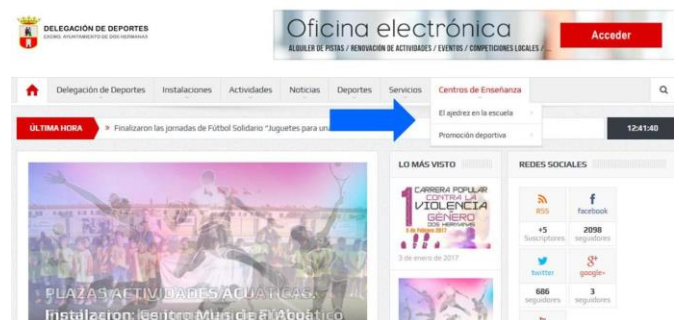 DELEGACIÓN DE DEPORTES
EXCMO. AYUNTAMIENTO DE DOS HERMANAS
Oficina electrónica
ALQUILER DE PISTAS / RENOVACIÓN DE ACTIVIDADES / EVENTOS / COMPETICIONES LOCALES / ...
Acceder
Delegación de Deportes Instalaciones Actividades Noticias Deportes Servicios Centros de Enseñanza
El ajedrez en la escuela
Promoción deportiva
ÚLTIMA HORA » Finalizaron las jornadas de Fútbol Solidario "Juguetes para una
12:41:40
LO MÁS VISTO
REDES SOCIALES
1 CARRERA POPULAR
CONTRA LA
VIOLENCIA
GÉNERO
DOS HERMANAS
3 de enero de 2017
RSS
facebook
+5
Suscriptores
2098
seguidores
twitter
google+
686
seguidores
3
seguidores
PLAZAS ACTIVIDADES ACUÁTICAS.